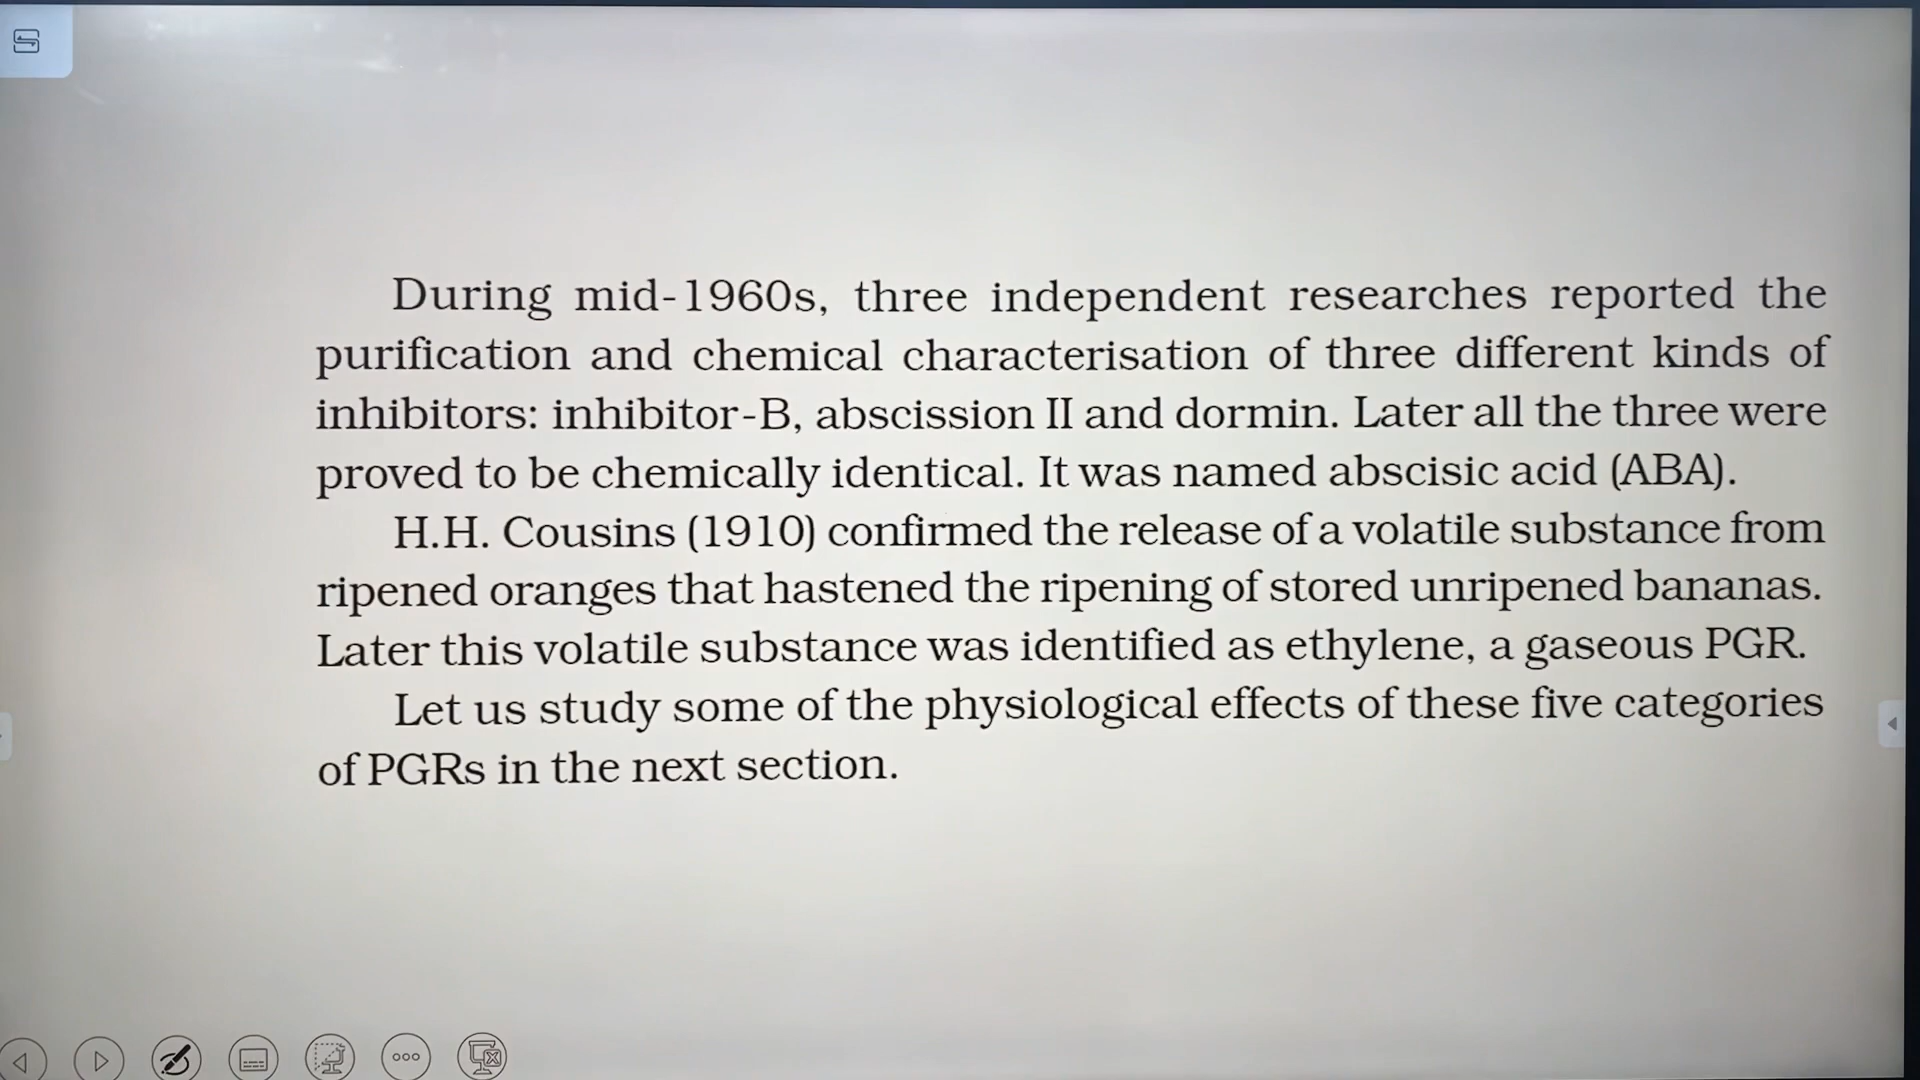 During mid-1960s, three independent researches reported the
purification and chemical characterisation of three different kinds of
inhibitors: inhibitor-B, abscission II and dormin. Later all the three were
proved to be chemically identical. It was named abscisic acid (ABA).
H.H. Cousins (1910) confirmed the release of a volatile substance from
ripened oranges that hastened the ripening of stored unripened bananas.
Later this volatile substance was identified as ethylene, a gaseous PGR.
Let us study some of the physiological effects of these five categories
of PGRs in the next section.